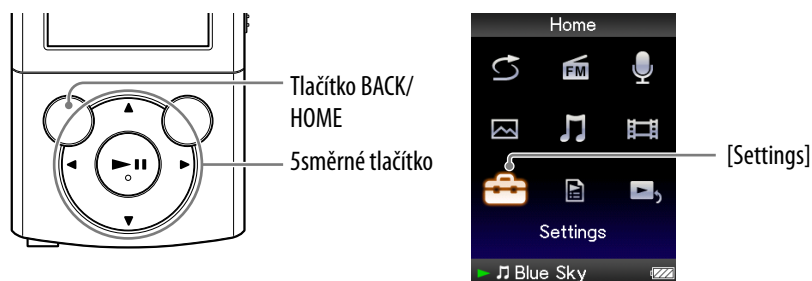 Tlačítko BACK/
HOME
5směrné tlačítko
Home
FM
[Settings]
Settings
Blue Sky